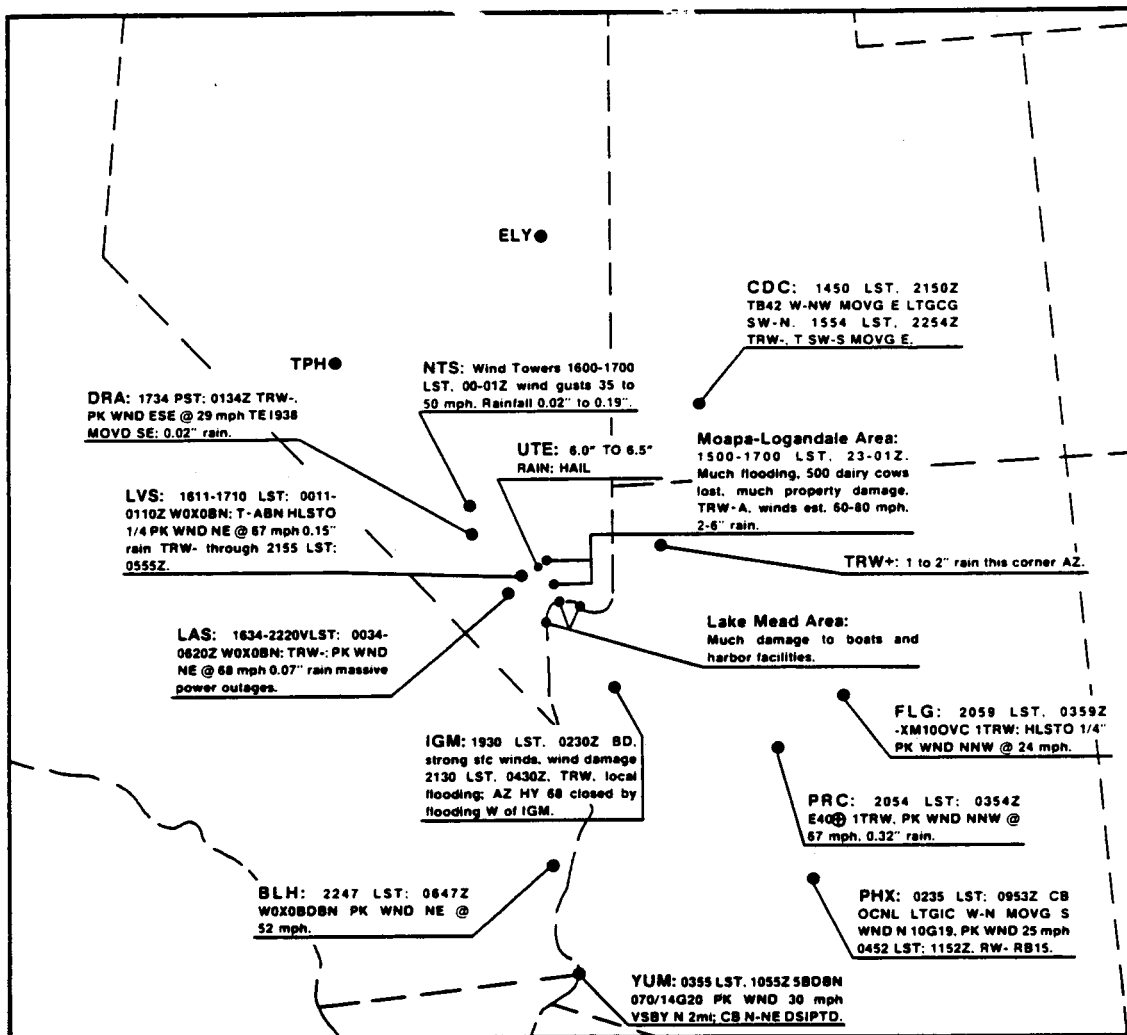 ELY
CDC: 1450 LST, 2150Z
TB42 W-NW MOVG E LTGCG
SW-N. 1554 LST, 2254Z
TRW-, T SW-S MOVG E.
TPH
NTS: Wind Towers 1600-1700
LST, 00-01Z wind gusts 35 to
50 mph. Rainfall 0.02" to 0.19".
DRA: 1734 PST: 0134Z TRW-,
PK WND ESE @ 29 mph TE1938
MOVD SE: 0.02" rain.
UTE: 6.0" TO 6.5"
RAIN; HAIL
Moapa-Logandale Area:
1500-1700 LST, 23-01Z.
Much flooding, 500 dairy cows
lost, much property damage.
TRW-A, winds est. 60-80 mph.
2-6" rain.
LVS: 1611-1710 LST: 0011-
0110Z W0X0BN: T-ABN HLSTO
1/4 PK WND NE @ 67 mph 0.15"
rain TRW- through 2155 LST;
0555Z.
TRW+: 1 to 2" rain this corner AZ.
LAS: 1634-2220VLST: 0034-
0620Z W0X0BN; TRW-; PK WND
NE @ 68 mph 0.07" rain massive
power outages.
Lake Mead Area:
Much damage to boats and
harbor facilities.
IGM: 1930 LST, 0230Z BD,
strong sfc winds, wind damage
2130 LST, 0430Z, TRW, local
flooding; AZ HY 68 closed by
flooding W of IGM.
FLG: 2059 LST, 0359Z
-XM10OVC 1TRW: HLSTO 1/4"
PK WND NNW @ 24 mph.
PRC: 2054 LST: 0354Z
E40⊕ 1TRW, PK WND NNW @
67 mph, 0.32" rain.
BLH: 2247 LST: 0647Z
W0X0BDBN PK WND NE @
52 mph.
PHX: 0235 LST: 0953Z CB
OCNL LTGIC W-N MOVG S
WND N 10G19, PK WND 25 mph
0452 LST; 1152Z, RW- RB15.
YUM: 0355 LST, 1055Z 5BDBN
070/14G20 PK WND 30 mph
VSBY N 2mi; CB N-NE DSIPTD.